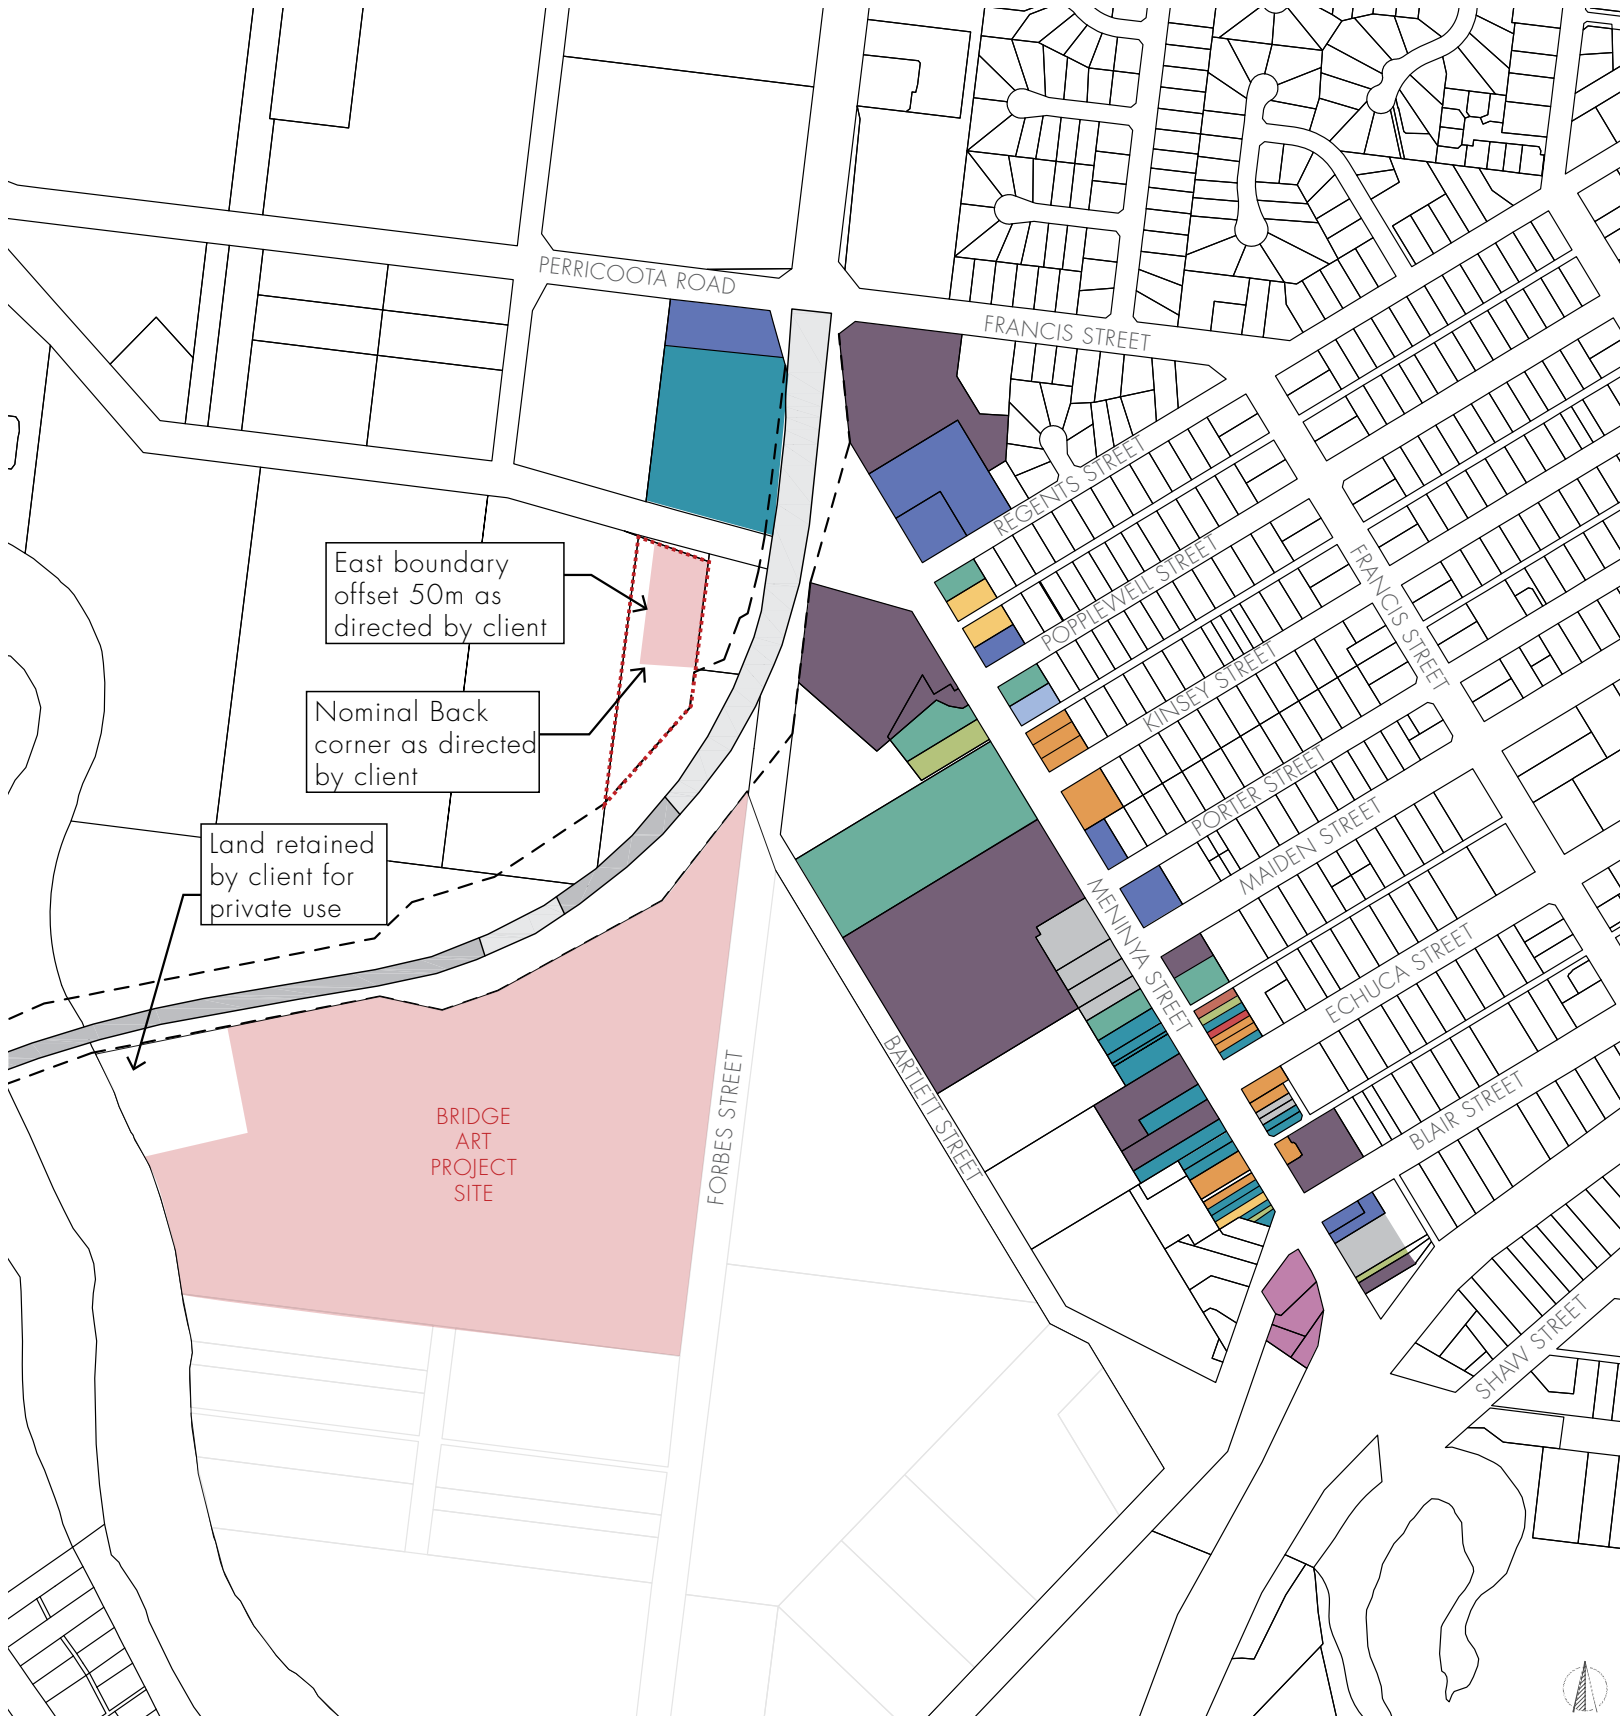 PERRICOOTA ROAD
FRANCIS STREET
REGENTS STREET
East boundary
offset 50m as
directed by client
POPPLEWELL STREET
FRANCIS STREET
KINSEY STREET
Nominal Back
corner as directed
by client
PORTER STREET
MAIDEN STREET
Land retained
by client for
private use
MENINYA STREET
ECHUCA STREET
BARTLETT STREET
FORBES STREET
BLAIR STREET
BRIDGE
ART
PROJECT
SITE
SHAW STREET